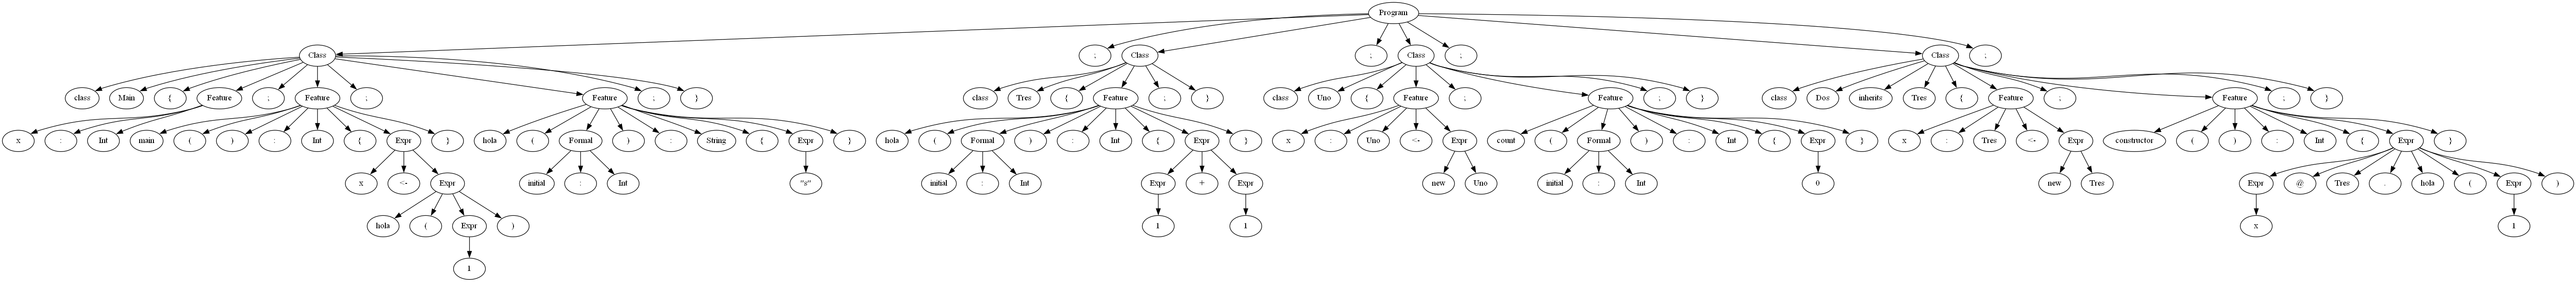 Program
Class ; Class ; Class ; Class ;
class Main { Feature ; Feature ; Feature ; } class Tres { Feature ; } class Uno { Feature ; Feature ; } class Dos inherits Tres { Feature ; Feature ; }
x : Int main ( ) : Int { Expr } hola ( Formal ) : String { Expr } hola ( Formal ) : Int { Expr } x : Uno <- Expr count ( Formal ) : Int { Expr } x : Tres <- Expr constructor ( ) : Int { Expr }
x <- Expr initial : Int "s" initial : Int Expr + Expr new Uno initial : Int 0 new Tres Expr @ Tres . hola ( Expr )
hola ( Expr ) 1 1 x 1
1